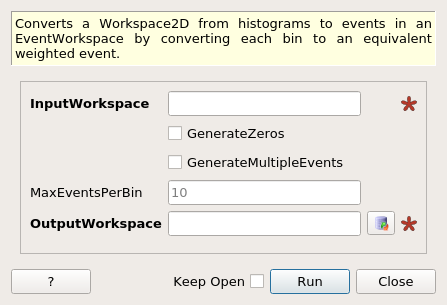 Converts a Workspace2D from histograms to events in an
EventWorkspace by converting each bin to an equivalent
weighted event.
InputWorkspace
GenerateZeros
GenerateMultipleEvents
MaxEventsPerBin 10
OutputWorkspace
? Keep Open Run Close